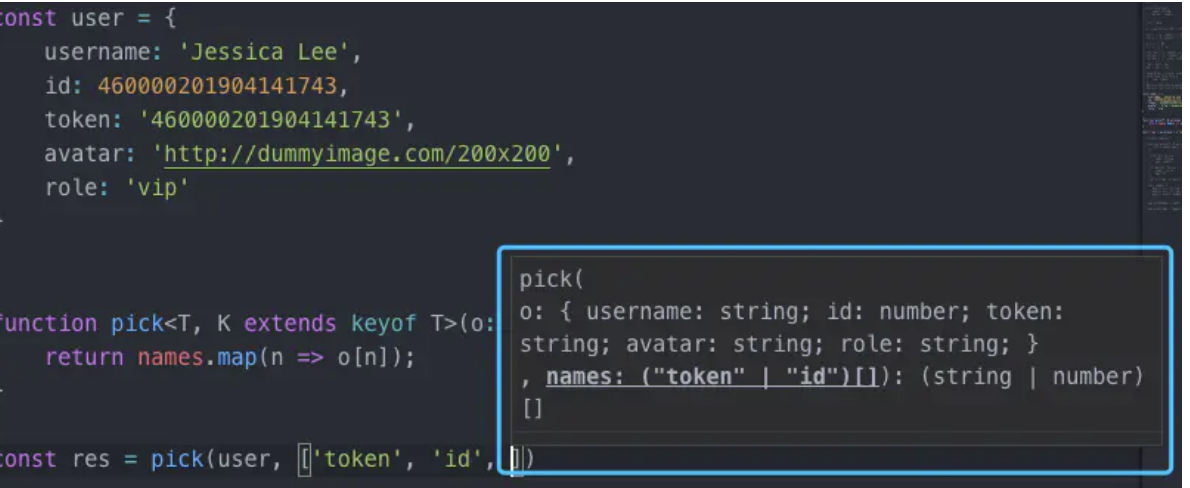 const user = {
username: 'Jessica Lee',
id: 460000201904141743,
token: '460000201904141743',
avatar: 'http://dummyimage.com/200x200',
role: 'vip'
}
function pick<T, K extends keyof T>(o:
return names.map(n => o[n]);
}
const res = pick(user, ['token', 'id', ])
pick(
o: { username: string; id: number; token:
string; avatar: string; role: string; }
, names: ("token" | "id")[]): (string | number)
[]